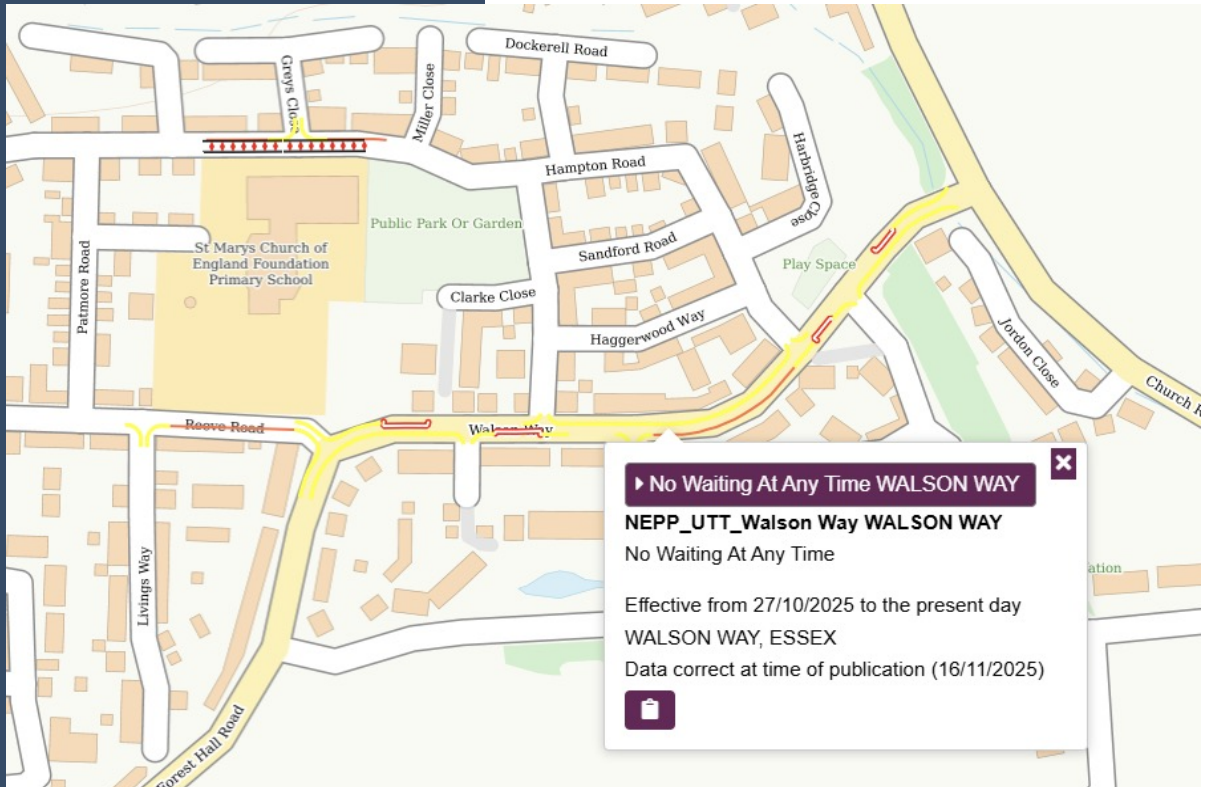 Dockerell Road
Greys Close
Miller Close
Hampton Road
Harbridge Close
Public Park Or Garden
St Marys Church of
England Foundation
Primary School
Patmore Road
Sandford Road
Play Space
Clarke Close
Haggerwood Way
Jordon Close
Church R
Reeve Road
Walson Way
No Waiting At Any Time WALSON WAY
NEPP_UTT_Walson Way WALSON WAY
No Waiting At Any Time
Effective from 27/10/2025 to the present day
WALSON WAY, ESSEX
Data correct at time of publication (16/11/2025)
ation
Livings Way
Forest Hall Road